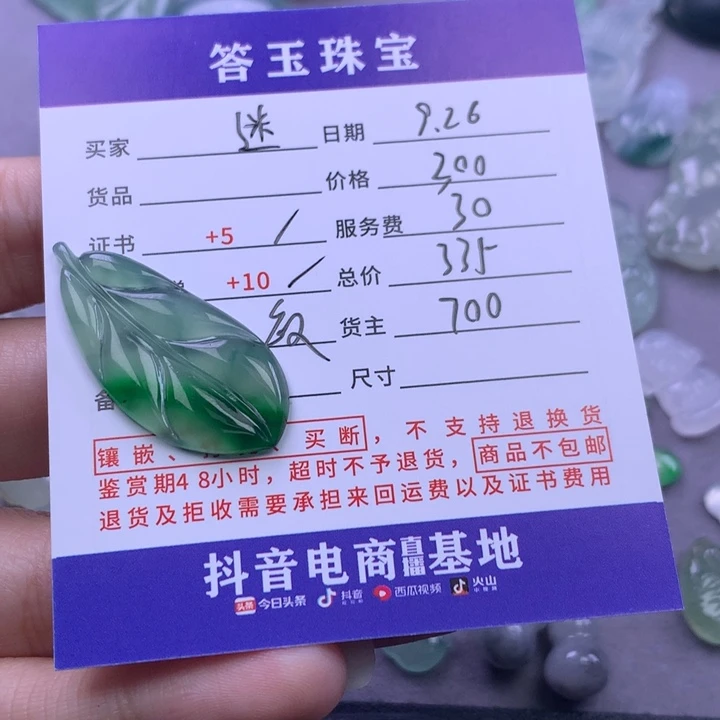 答玉珠宝
买家 迷 日期 9.26
货品 价格 300
证书 +5 / 服务费 30
+10 / 总价 335
纹 货主 700
备 尺寸
镶嵌、 、买断，不支持退换货
鉴赏期48小时，超时不予退货，商品不包邮
退货及拒收需要承担来回运费以及证书费用
抖音电商直播基地
头条 今日头条 抖音 西瓜视频 火山